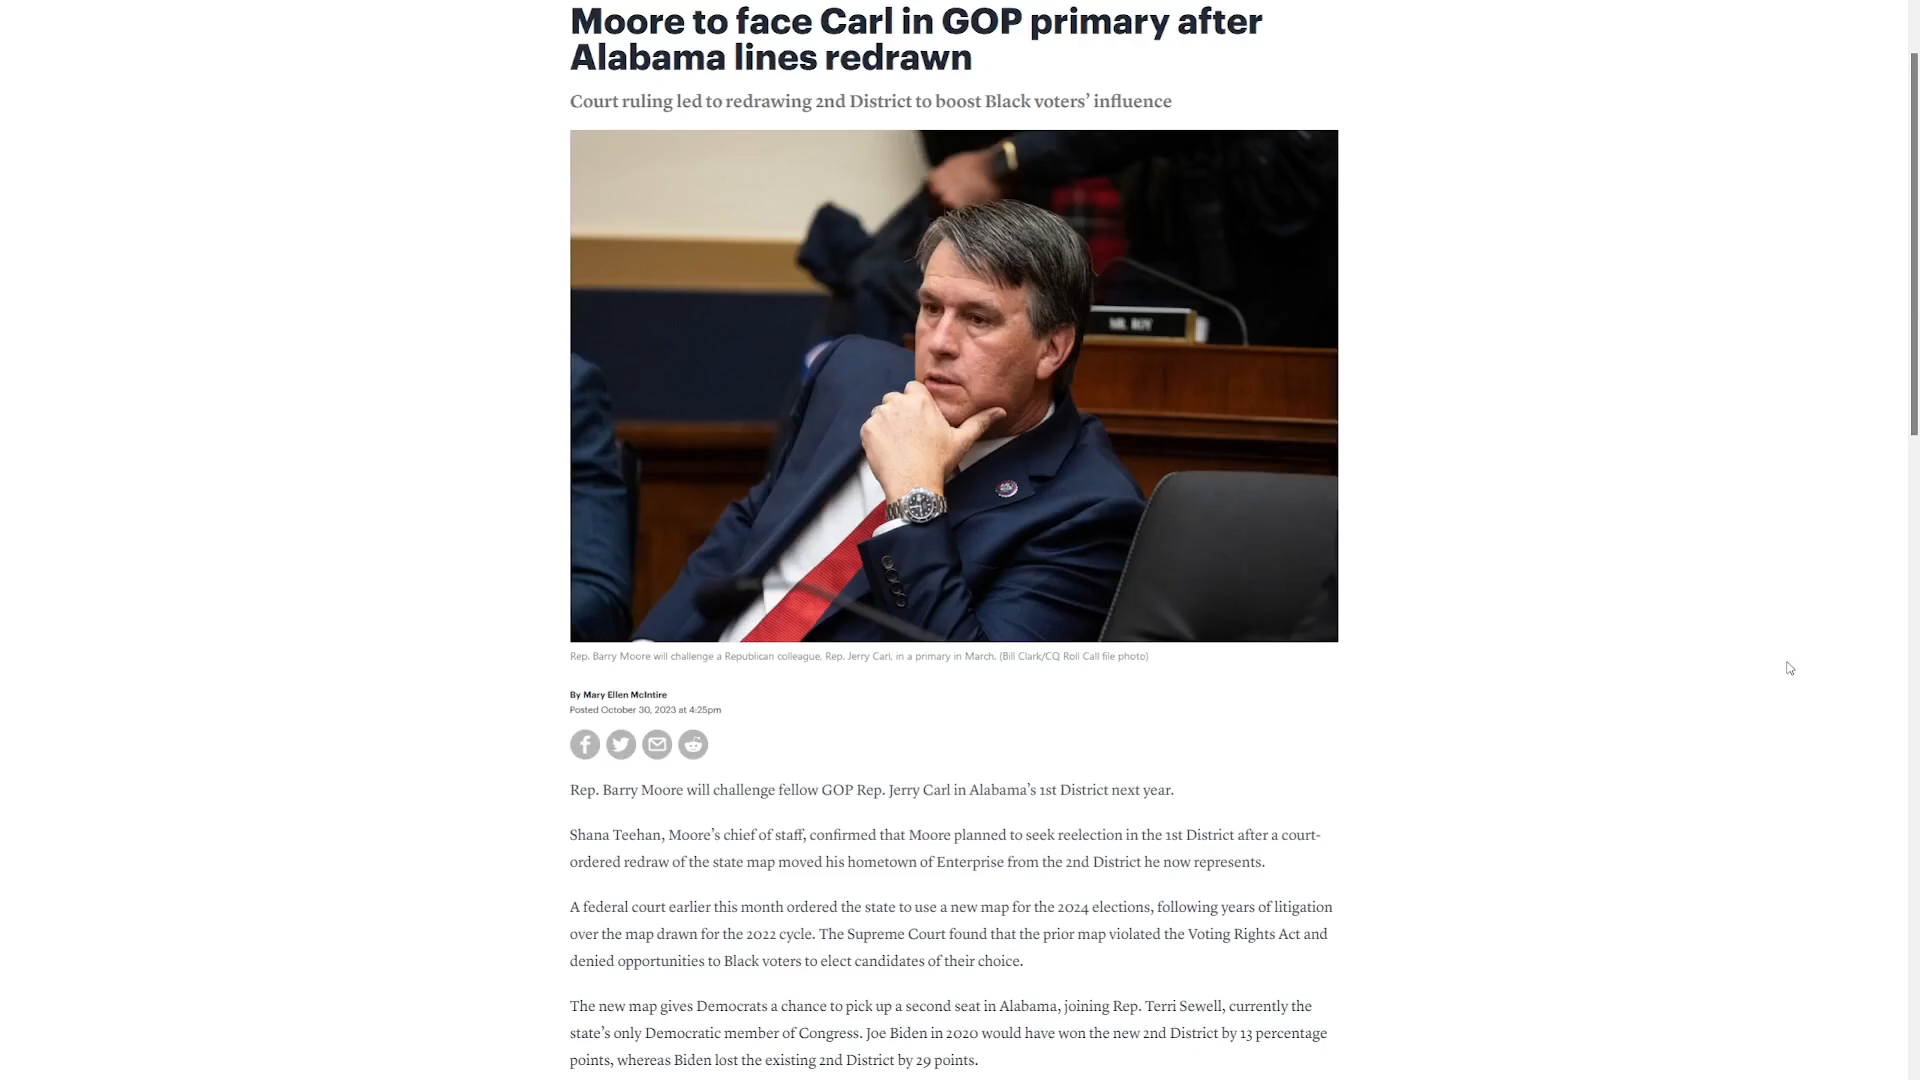 Moore to face Carl in GOP primary after
Alabama lines redrawn
Court ruling led to redrawing 2nd District to boost Black voters’ influence
MR. ROY
Rep. Barry Moore will challenge a Republican colleague, Rep. Jerry Carl, in a primary in March. (Bill Clark/CQ Roll Call file photo)
By Mary Ellen McIntire
Posted October 30, 2023 at 4:25pm
Rep. Barry Moore will challenge fellow GOP Rep. Jerry Carl in Alabama’s 1st District next year.
Shana Teehan, Moore’s chief of staff, confirmed that Moore planned to seek reelection in the 1st District after a court-
ordered redraw of the state map moved his hometown of Enterprise from the 2nd District he now represents.
A federal court earlier this month ordered the state to use a new map for the 2024 elections, following years of litigation
over the map drawn for the 2022 cycle. The Supreme Court found that the prior map violated the Voting Rights Act and
denied opportunities to Black voters to elect candidates of their choice.
The new map gives Democrats a chance to pick up a second seat in Alabama, joining Rep. Terri Sewell, currently the
state’s only Democratic member of Congress. Joe Biden in 2020 would have won the new 2nd District by 13 percentage
points, whereas Biden lost the existing 2nd District by 29 points.